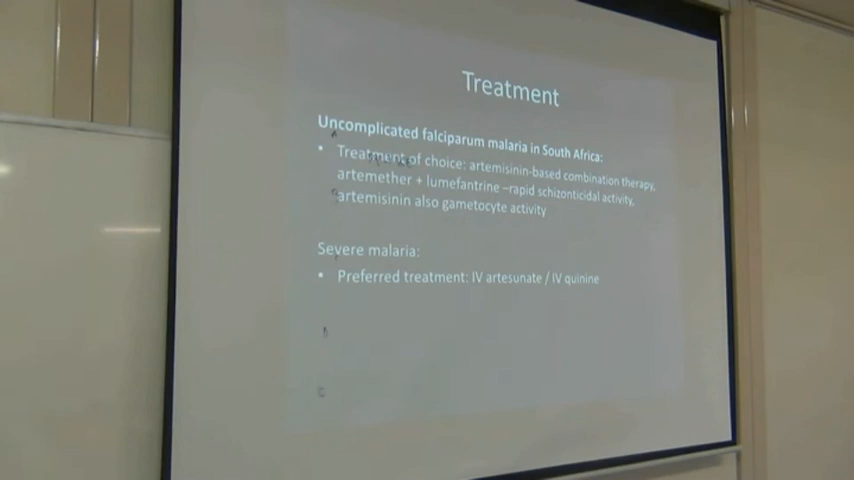 Treatment
Uncomplicated falciparum malaria in South Africa:
• Treatment of choice: artemisinin-based combination therapy,
artemether + lumefantrine –rapid schizonticidal activity,
artemisinin also gametocyte activity
Severe malaria:
• Preferred treatment: IV artesunate / IV quinine